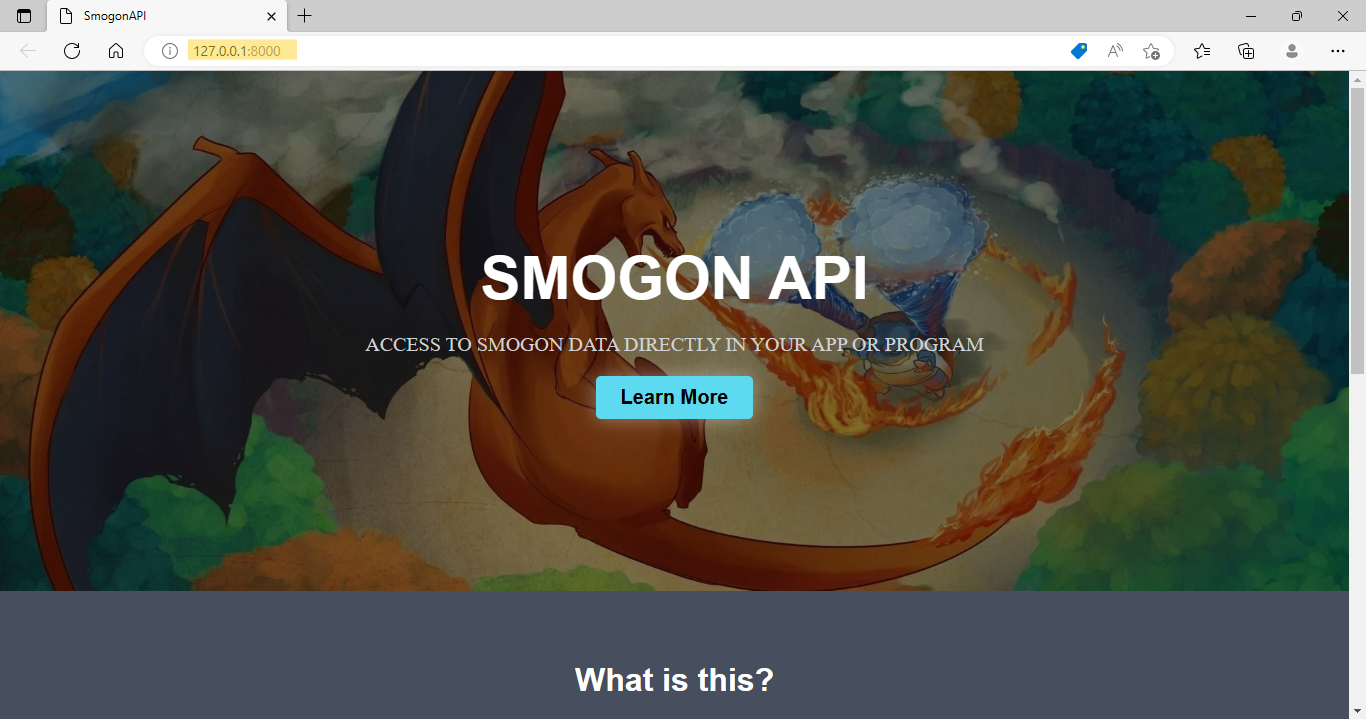 SmogonAPI
127.0.0.1:8000
SMOGON API
ACCESS TO SMOGON DATA DIRECTLY IN YOUR APP OR PROGRAM
Learn More
What is this?